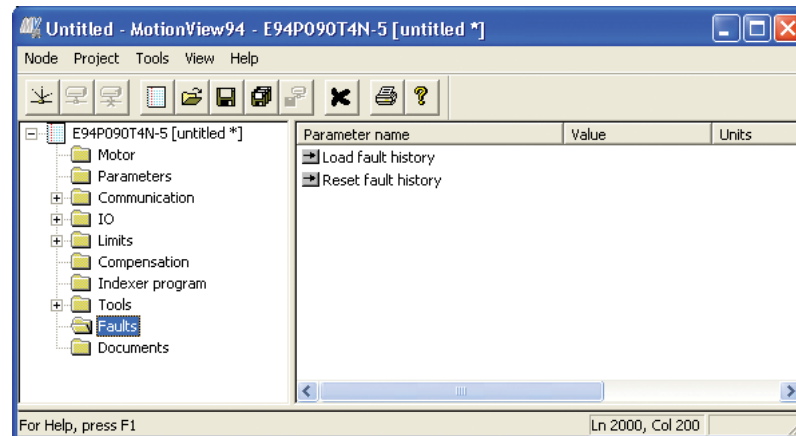 Untitled - MotionView94 - E94P090T4N-5 [untitled *]
Node Project Tools View Help
E94P090T4N-5 [untitled *]
Motor
Parameters
Communication
IO
Limits
Compensation
Indexer program
Tools
Faults
Documents
Parameter name Value Units
Load fault history
Reset fault history
For Help, press F1 Ln 2000, Col 200